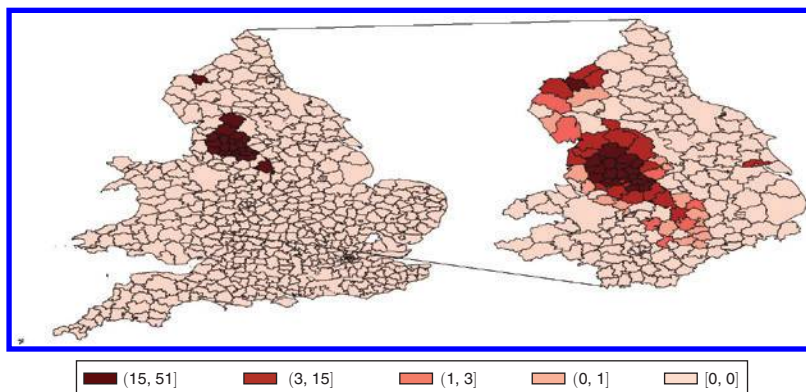 (15, 51] (3, 15] (1, 3] (0, 1] [0, 0]